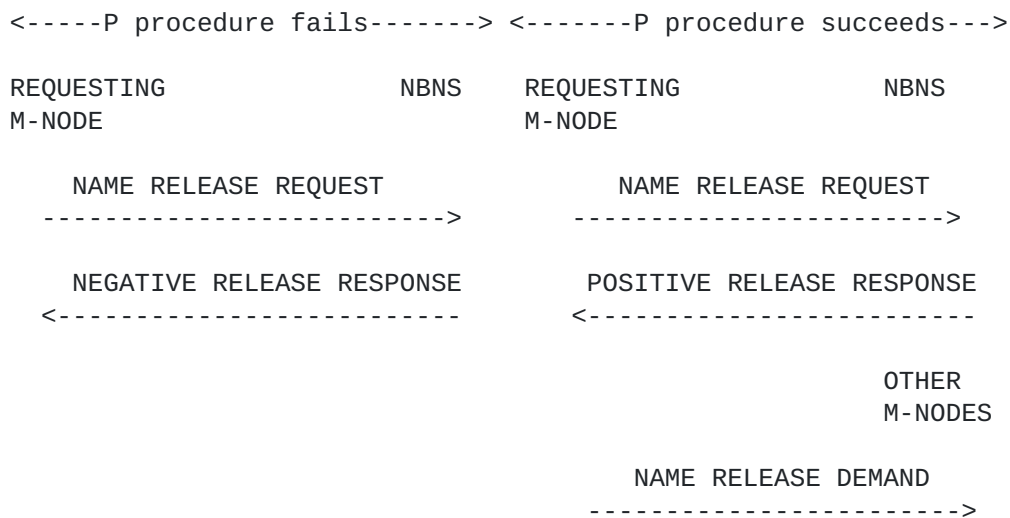 <-----P procedure fails-------> <-------P procedure succeeds--->
REQUESTING               NBNS    REQUESTING             NBNS
M-NODE                           M-NODE
    NAME RELEASE REQUEST               NAME RELEASE REQUEST
  -------------------------->       ------------------------>
    NEGATIVE RELEASE RESPONSE        POSITIVE RELEASE RESPONSE
  <--------------------------       <-------------------------
                                                        OTHER
                                                        M-NODES
                                        NAME RELEASE DEMAND
                                     ------------------------>